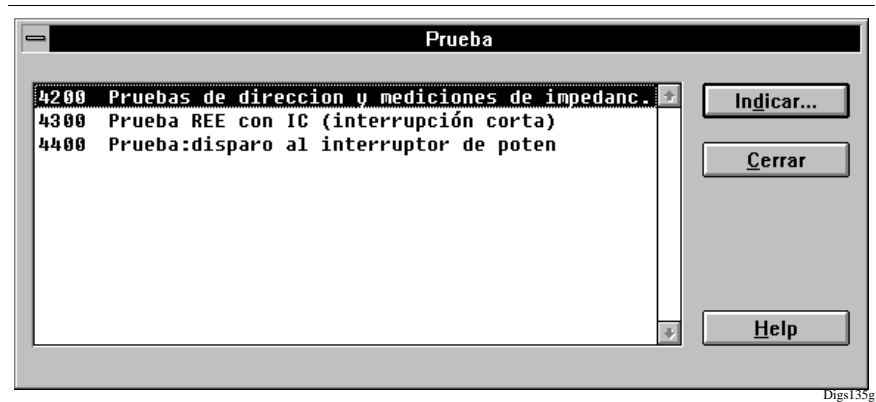 Prueba
4200 Pruebas de direccion y mediciones de impedanc.
4300 Prueba REE con IC (interrupción corta)
4400 Prueba:disparo al interruptor de poten
Indicar...
Cerrar
Help
Digs135g